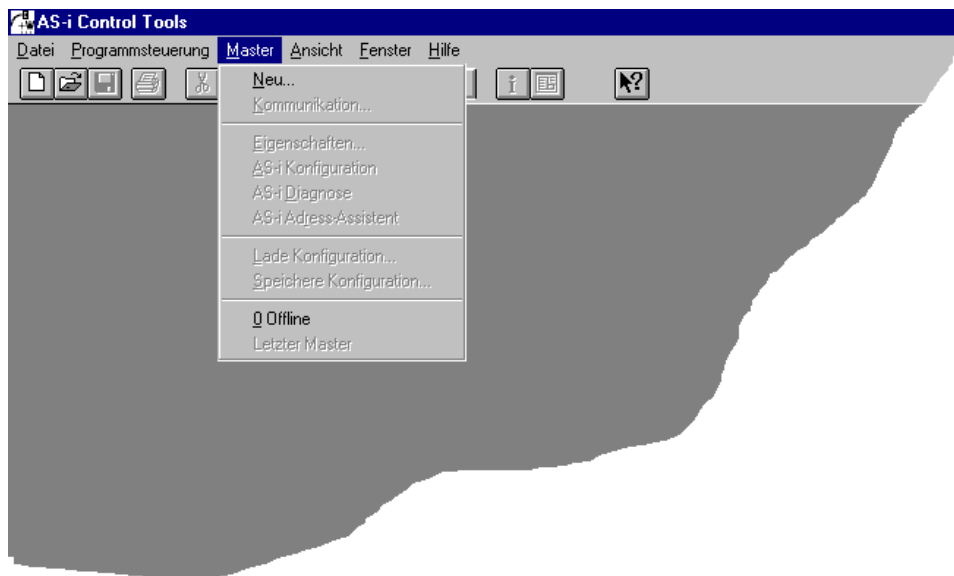 AS-i Control Tools
Datei Programmsteuerung Master Ansicht Fenster Hilfe
Neu...
Kommunikation...
Eigenschaften...
AS-i Konfiguration
AS-i Diagnose
AS-i Adress-Assistent
Lade Konfiguration...
Speichere Konfiguration...
0 Offline
Letzter Master